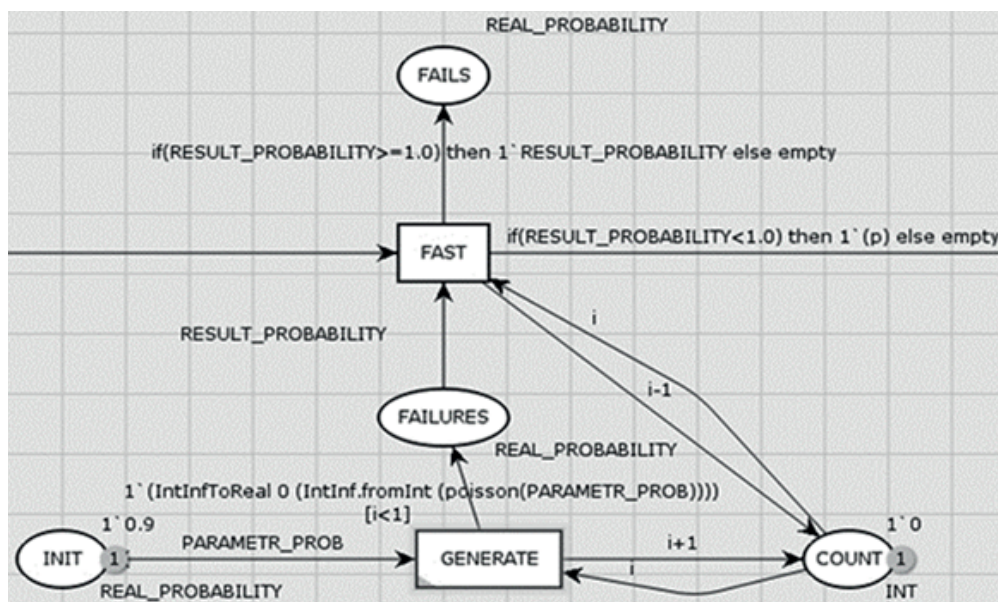 REAL_PROBABILITY
FAILS
if(RESULT_PROBABILITY>=1.0) then 1`RESULT_PROBABILITY else empty
if(RESULT_PROBABILITY<1.0) then 1`(p) else empty
FAST
i
RESULT_PROBABILITY
i-1
FAILURES
REAL_PROBABILITY
1`(IntInfToReal 0 (IntInf.fromInt (poisson(PARAMETR_PROB))))
[i<1]
1`0.9
1`0
PARAMETR_PROB
i+1
INIT
1
GENERATE
COUNT
1
i
REAL_PROBABILITY
INT